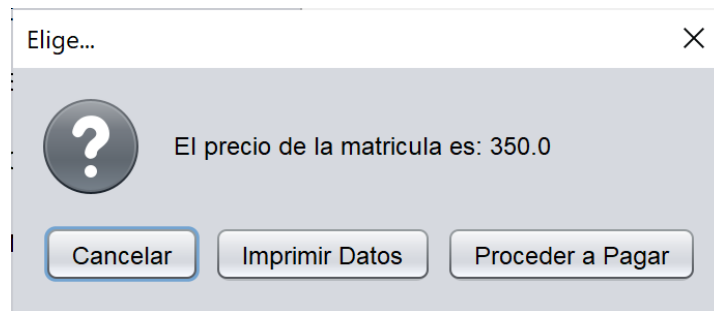 Elige...
El precio de la matricula es: 350.0
Cancelar
Imprimir Datos
Proceder a Pagar